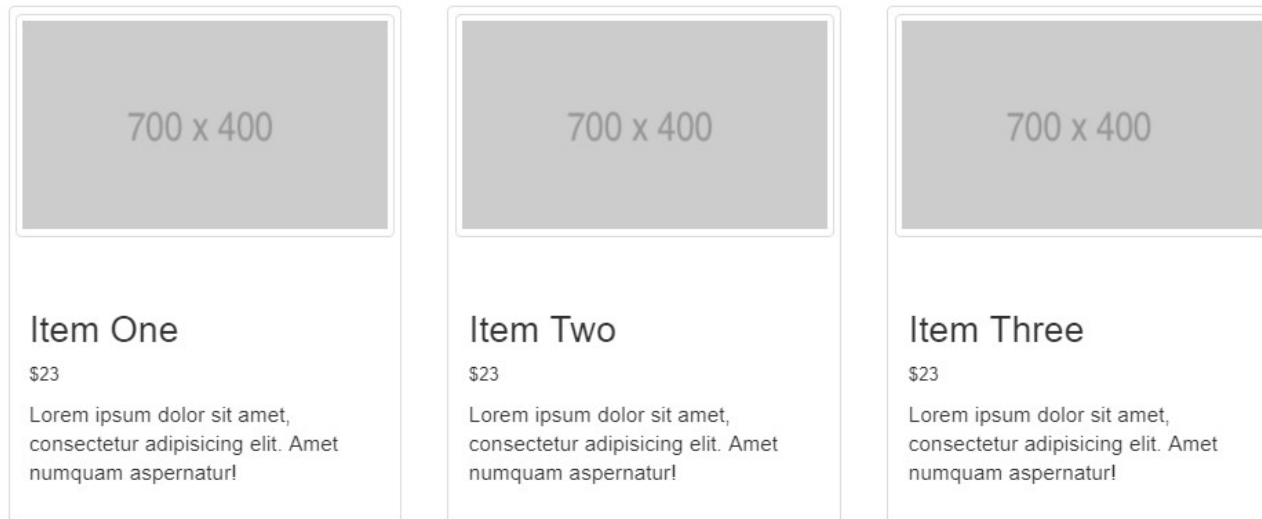 700 x 400
Item One
$23
Lorem ipsum dolor sit amet,
consectetur adipisicing elit. Amet
numquam aspernatur!
700 x 400
Item Two
$23
Lorem ipsum dolor sit amet,
consectetur adipisicing elit. Amet
numquam aspernatur!
700 x 400
Item Three
$23
Lorem ipsum dolor sit amet,
consectetur adipisicing elit. Amet
numquam aspernatur!